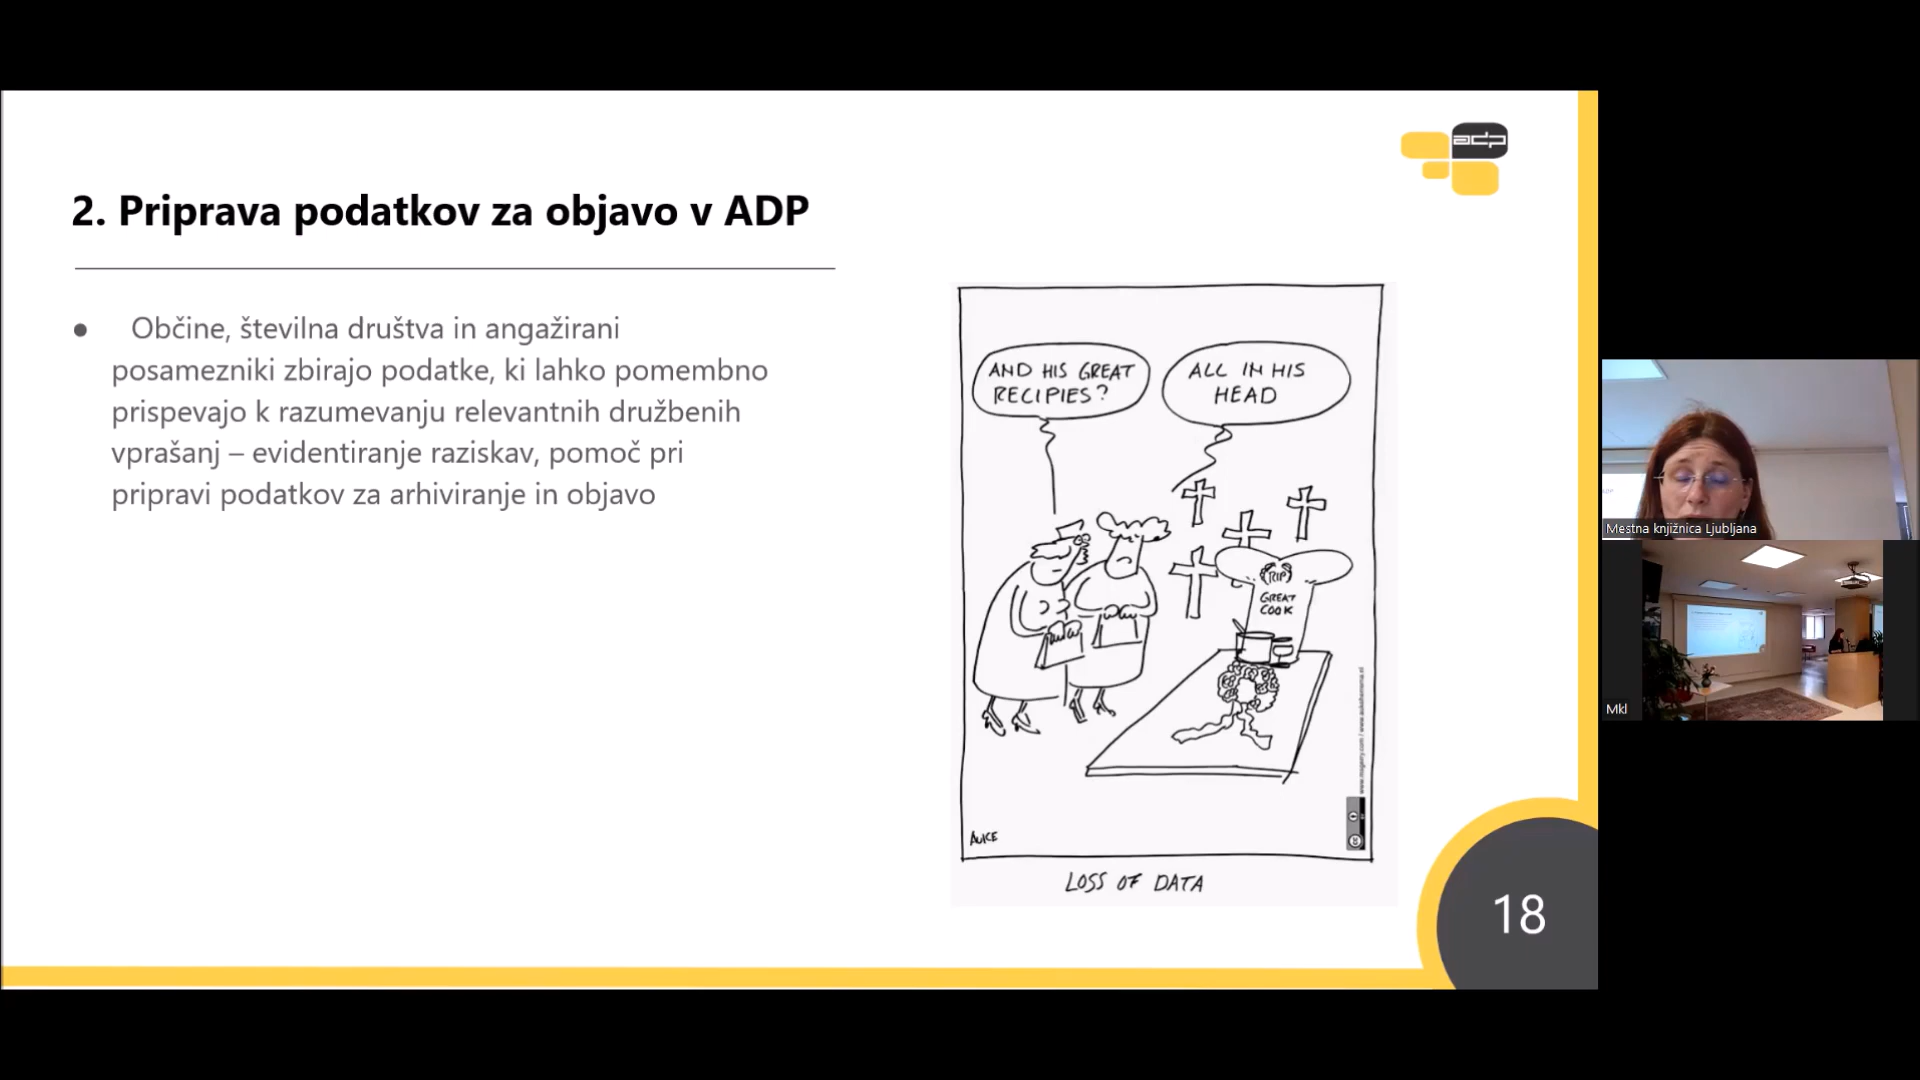 adp
2. Priprava podatkov za objavo v ADP
● Občine, številna društva in angažirani
posamezniki zbirajo podatke, ki lahko pomembno
prispevajo k razumevanju relevantnih družbenih
vprašanj – evidentiranje raziskav, pomoč pri
pripravi podatkov za arhiviranje in objavo
AND HIS GREAT
RECIPIES?
ALL IN HIS
HEAD
RIP
GREAT
COOK
LOSS OF DATA
18
Mestna knjižnica Ljubljana
Mkl